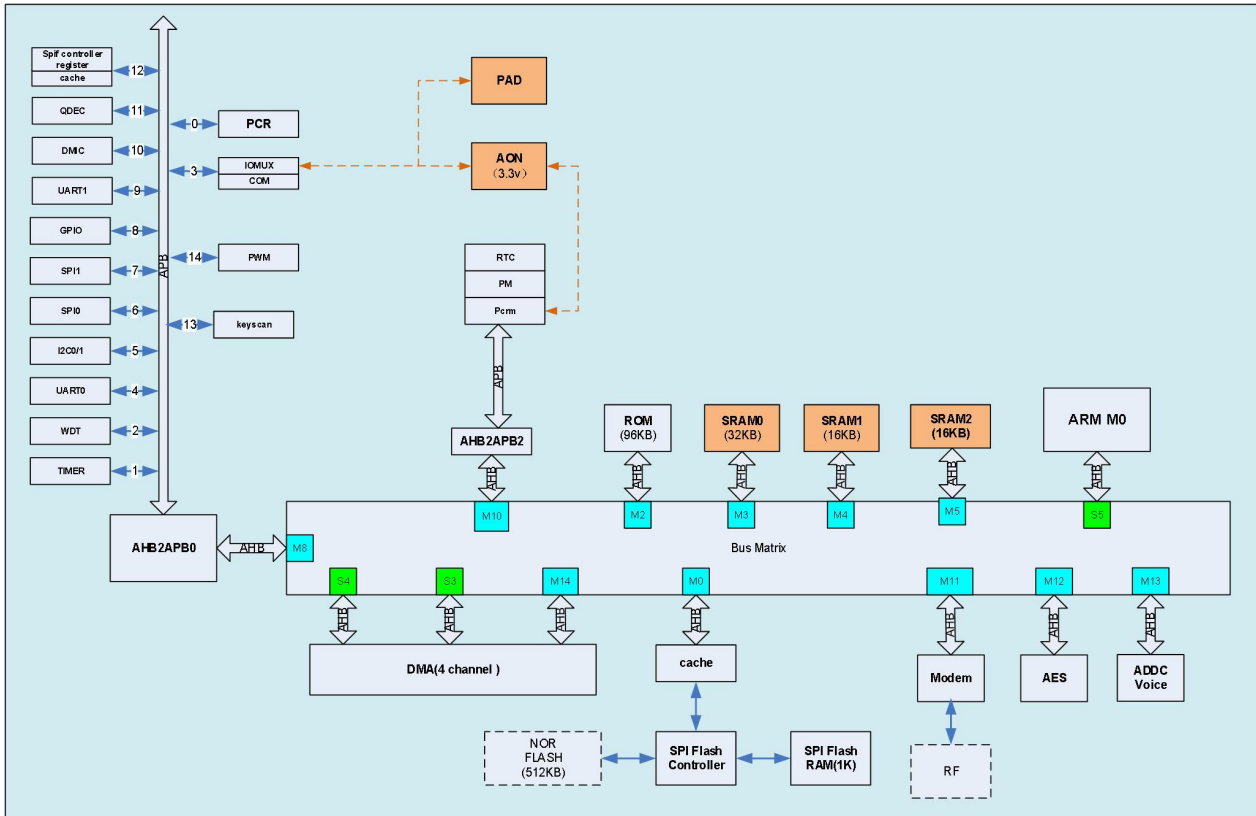 Spif controller
register
cache
12
QDEC
11
DMIC
10
UART1
9
GPIO
8
SPI1
7
SPI0
6
I2C0/1
5
UART0
4
WDT
2
TIMER
1
APB
0
PCR
3
IOMUX
COM
14
PWM
13
keyscan
PAD
AON
(3.3v)
RTC
PM
Pcrm
APB
AHB2APB2
AHB
ROM
(96KB)
AHB
SRAM0
(32KB)
AHB
SRAM1
(16KB)
AHB
SRAM2
(16KB)
AHB
ARM M0
AHB
AHB2APB0
AHB
M8
M10
M2
M3
M4
M5
S5
Bus Matrix
S4
S3
M14
M0
M11
M12
M13
AHB
AHB
AHB
AHB
AHB
AHB
AHB
DMA(4 channel )
cache
Modem
AES
ADDC
Voice
NOR
FLASH
(512KB)
SPI Flash
Controller
SPI Flash
RAM(1K)
RF